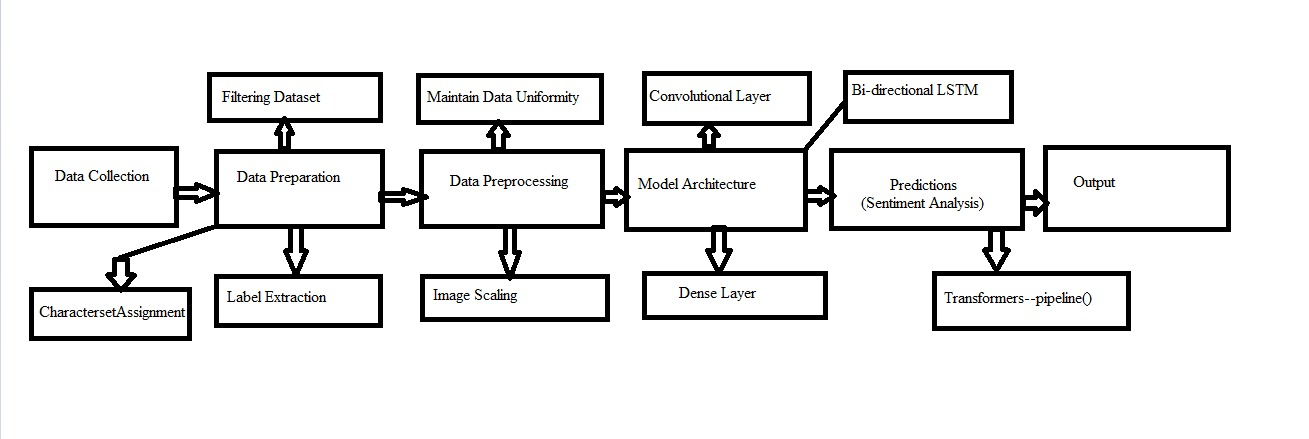 Filtering Dataset
Maintain Data Uniformity
Convolutional Layer
Bi-directional LSTM
Data Collection
Data Preparation
Data Preprocessing
Model Architecture
Predictions
(Sentiment Analysis)
Output
CharactersetAssignment
Label Extraction
Image Scaling
Dense Layer
Transformers--pipeline()